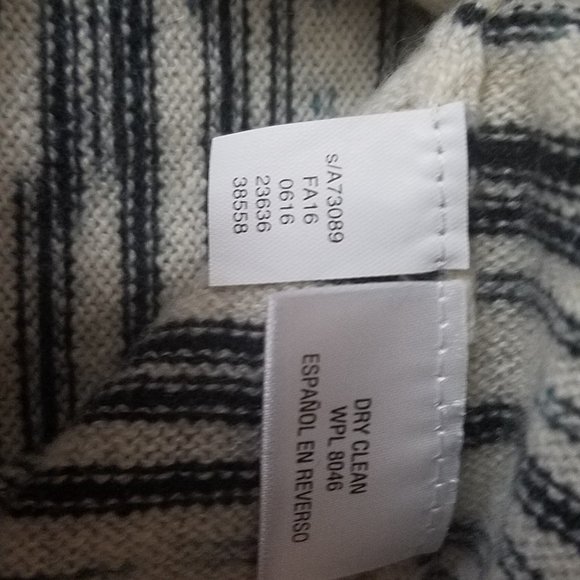 s/A73089
FA16
0616
23636
38558
DRY CLEAN
WPL 8046
ESPAÑOL EN REVERSO